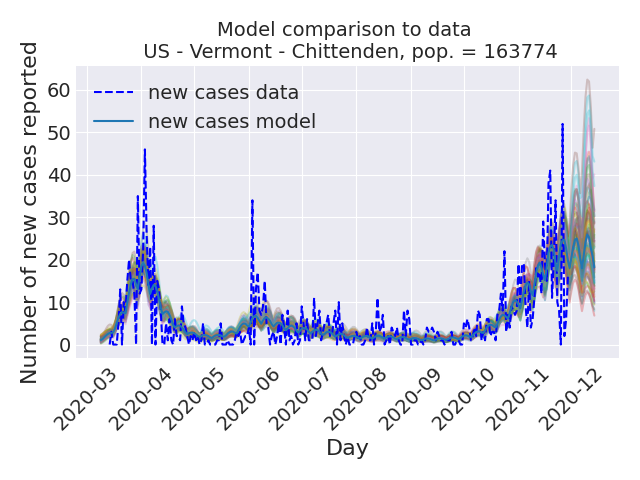 Model comparison to data
US - Vermont - Chittenden, pop. = 163774
Number of new cases reported
60
50
40
30
20
10
0
new cases data
new cases model
2020-03
2020-04
2020-05
2020-06
2020-07
2020-08
2020-09
2020-10
2020-11
2020-12
Day